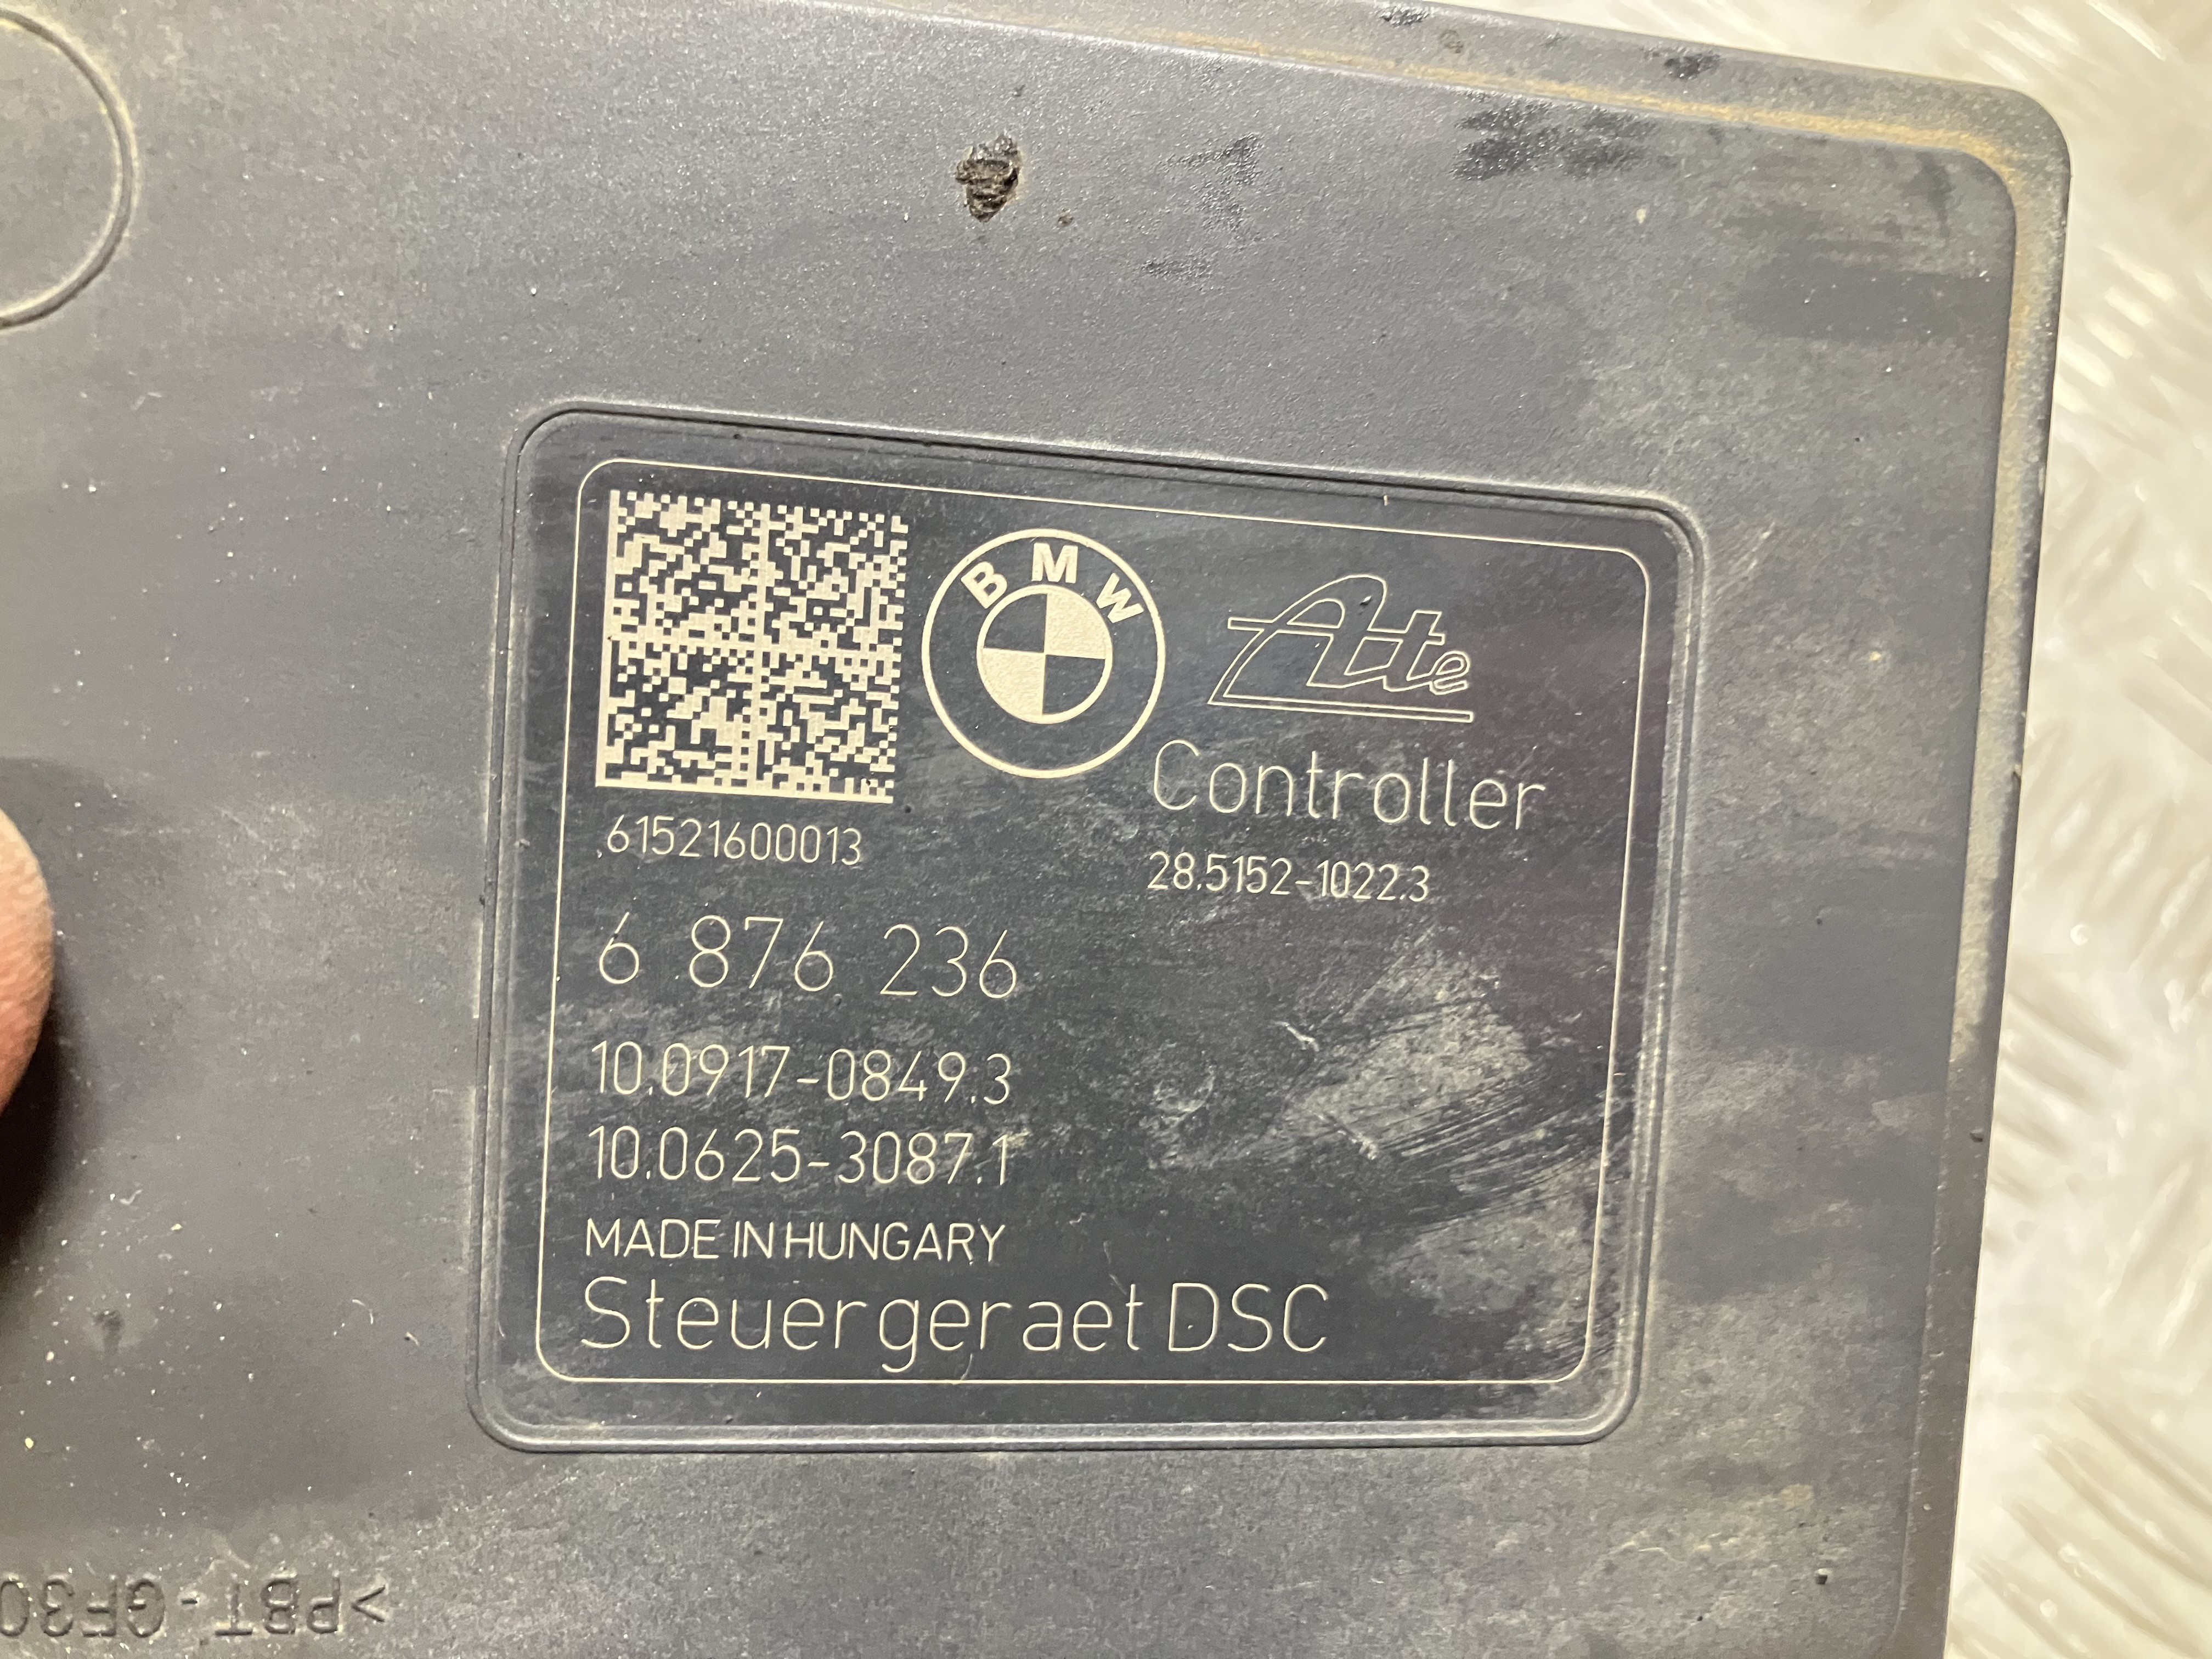 BMW
Ate
Controller
61521600013
28.5152-1022.3
6 876 236
10.0917-0849.3
10.0625-3087.1
MADE IN HUNGARY
Steuergeraet DSC
>PBT-GF30